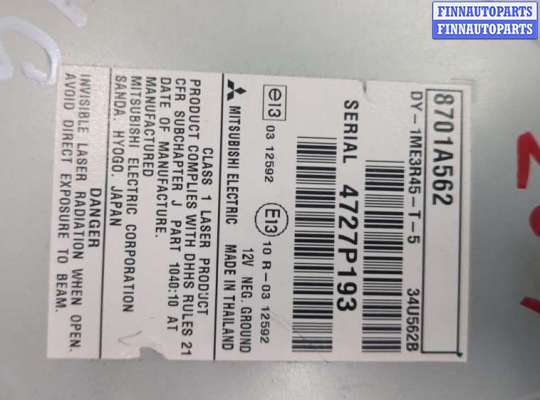 FINNAUTOPARTS
FINNAUTOPARTS
FINNAUTOPARTS
8701A562
DY-1ME3R45-T-5
34U562B
SERIAL 4727P193
e13 03 12592
E13 10 R-03 12592
12V NEG. GROUND
MITSUBISHI ELECTRIC MADE IN THAILAND
CLASS 1 LASER PRODUCT
PRODUCT COMPLIES WITH DHHS RULES 21
CFR SUBCHAPTER J PART 1040:10 AT
DATE OF MANUFACTURE.
MANUFACTURED
MITSUBISHI ELECTRIC CORPORATION
SANDA. HYOGO. JAPAN
DANGER
INVISIBLE LASER RADIATION WHEN OPEN.
AVOID DIRECT EXPOSURE TO BEAM.